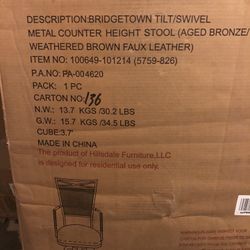 DESCRIPTION:BRIDGETOWN TILT/SWIVEL
METAL COUNTER HEIGHT STOOL (AGED BRONZE/
WEATHERED BROWN FAUX LEATHER)
ITEM NO: 100649-101214 (5759-826)
P.A.NO: PA-004620
PACK: 1 PC
CARTON NO: 136
N.W: 13.7 KGS /30.2 LBS
G.W: 15.7 KGS/34.5 LBS
CUBE:3.7'
MADE IN CHINA
The product of Hillsdale Furniture,LLC
is designed for residential use only.